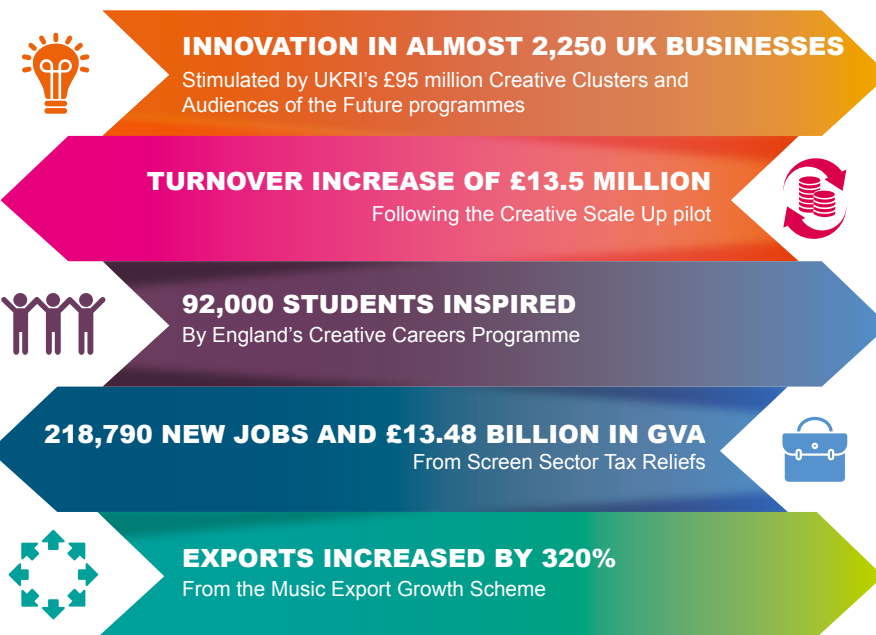 INNOVATION IN ALMOST 2,250 UK BUSINESSES
Stimulated by UKRI's £95 million Creative Clusters and
Audiences of the Future programmes
TURNOVER INCREASE OF £13.5 MILLION
Following the Creative Scale Up pilot
92,000 STUDENTS INSPIRED
By England's Creative Careers Programme
218,790 NEW JOBS AND £13.48 BILLION IN GVA
From Screen Sector Tax Reliefs
EXPORTS INCREASED BY 320%
From the Music Export Growth Scheme